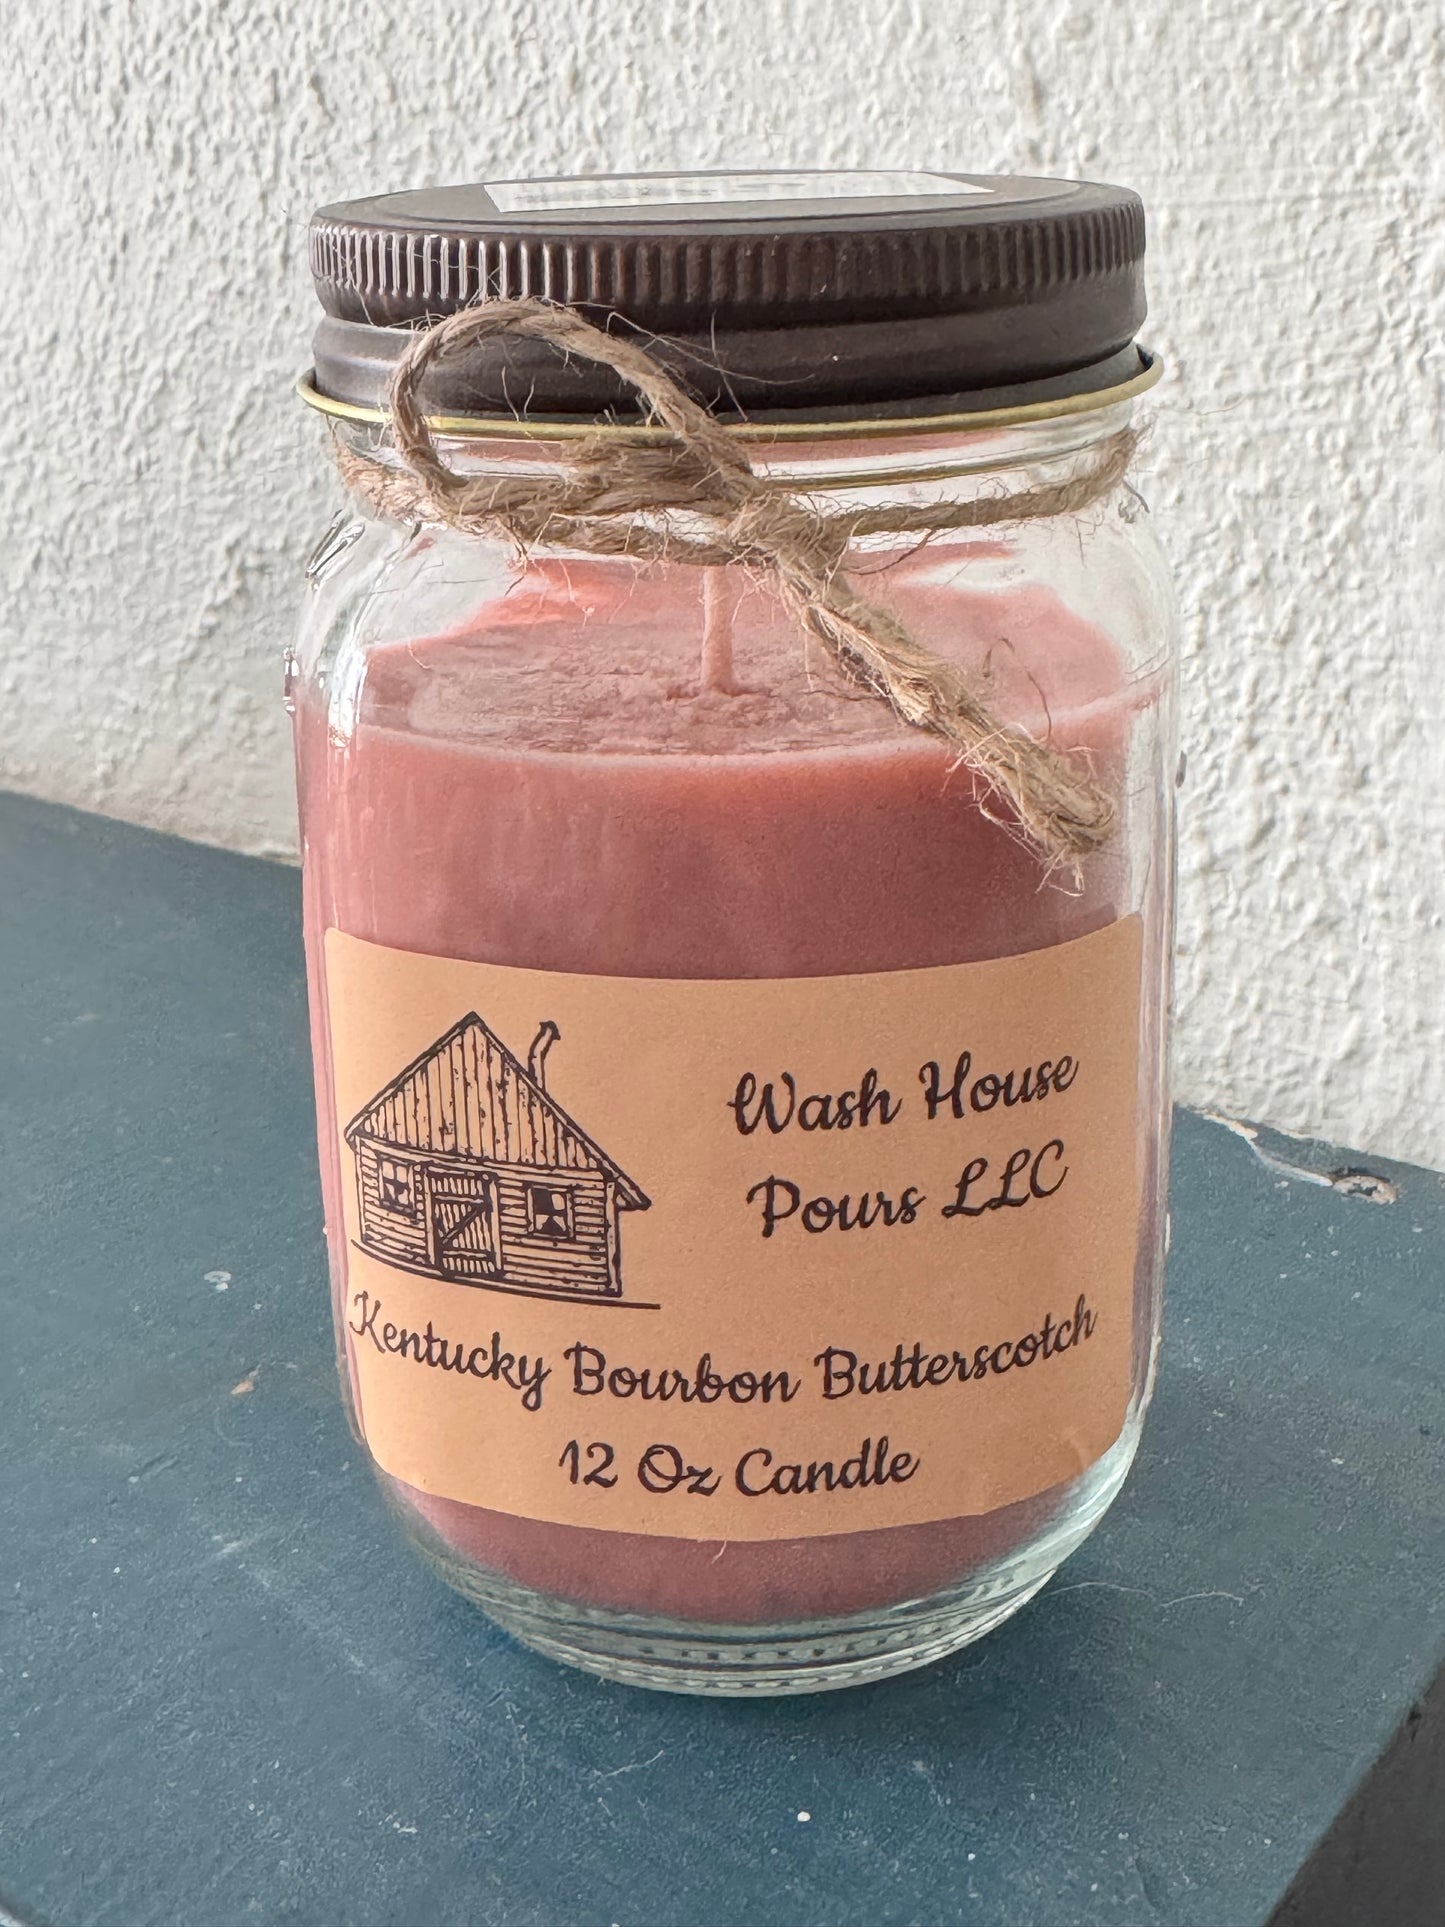 Wash House
Pours LLC
Kentucky Bourbon Butterscotch
12 Oz Candle